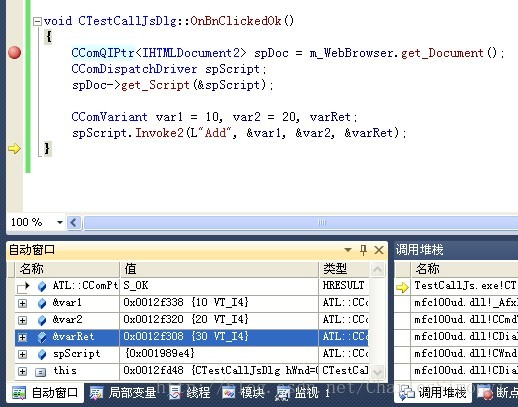 void CTestCallJsDlg::OnBnClickedOk()
{
CComQIPtr<IHTMLDocument2> spDoc = m_WebBrowser.get_Document();
CComDispatchDriver spScript;
spDoc->get_Script(&spScript);
CComVariant var1 = 10, var2 = 20, varRet;
spScript.Invoke2(L"Add", &var1, &var2, &varRet);
}
100 %
自动窗口
名称 值 类型
ATL::CComPt S_OK HRESULT
&var1 0x0012f338 {10 VT_I4} ATL::CCo
&var2 0x0012f320 {20 VT_I4} ATL::CCo
&varRet 0x0012f308 {30 VT_I4} ATL::CCo
spScript {0x001989e4} ATL::CCo
this 0x0012fd48 {CTestCallJsDlg hWnd=0 CTestCal
自动窗口 局部变量 线程 模块 监视 1
调用堆栈
名称
TestCallJs.exe!CT
mfc100ud.dll!_Afx
mfc100ud.dll!CCmd
mfc100ud.dll!CDia
mfc100ud.dll!CWnd
mfc100ud.dll!CDia
调用堆栈 断点